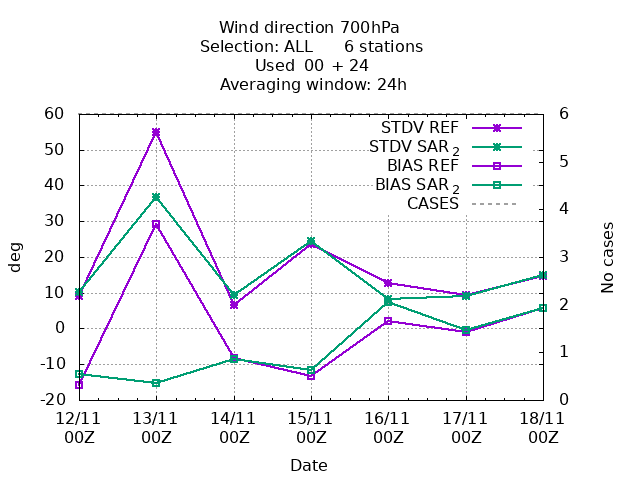 Wind direction 700hPa
Selection: ALL      6 stations
Used  00  + 24
Averaging window: 24h
60
50
40
30
20
10
0
-10
-20
6
5
4
3
2
1
0
STDV REF
STDV SAR 2
BIAS REF
BIAS SAR 2
CASES
deg
No cases
12/11 13/11 14/11 15/11 16/11 17/11 18/11
00Z 00Z 00Z 00Z 00Z 00Z 00Z
Date